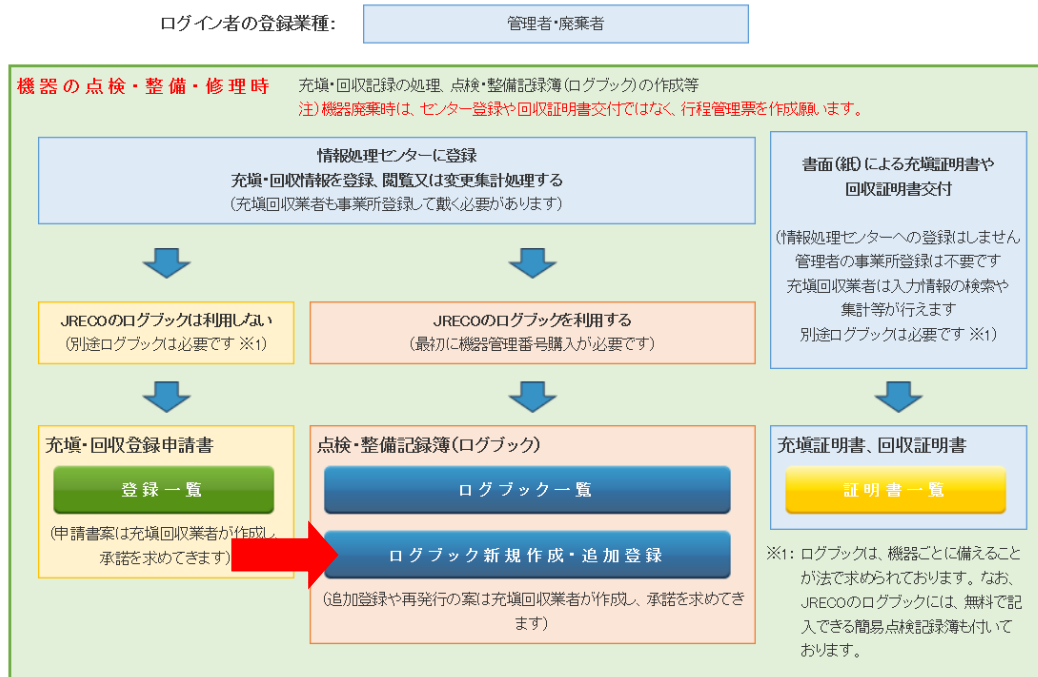 ログイン者の登録業種:
管理者・廃棄者
機器の点検・整備・修理時
充塡・回収記録の処理、点検・整備記録簿(ログブック)の作成等
注)機器廃棄時は、センター登録や回収証明書交付ではなく、行程管理票を作成願います。
情報処理センターに登録
充塡・回収情報を登録、閲覧又は変更集計処理する
(充塡回収業者も事業所登録して戴く必要があります)
書面(紙)による充塡証明書や
回収証明書交付
(情報処理センターへの登録はしません
管理者の事業所登録は不要です
充塡回収業者は入力情報の検索や
集計等が行えます
別途ログブックは必要です ※1)
JRECOのログブックは利用しない
(別途ログブックは必要です ※1)
JRECOのログブックを利用する
(最初に機器管理番号購入が必要です)
充塡・回収登録申請書
登録一覧
(申請書案は充塡回収業者が作成し、
承諾を求めてきます)
点検・整備記録簿(ログブック)
ログブック一覧
ログブック新規作成・追加登録
(追加登録や再発行の案は充塡回収業者が作成し、承諾を求めてき
ます)
充塡証明書、回収証明書
証明書一覧
※1: ログブックは、機器ごとに備えること
が法で求められております。なお、
JRECOのログブックには、無料で記
入できる簡易点検記録簿も付いて
おります。